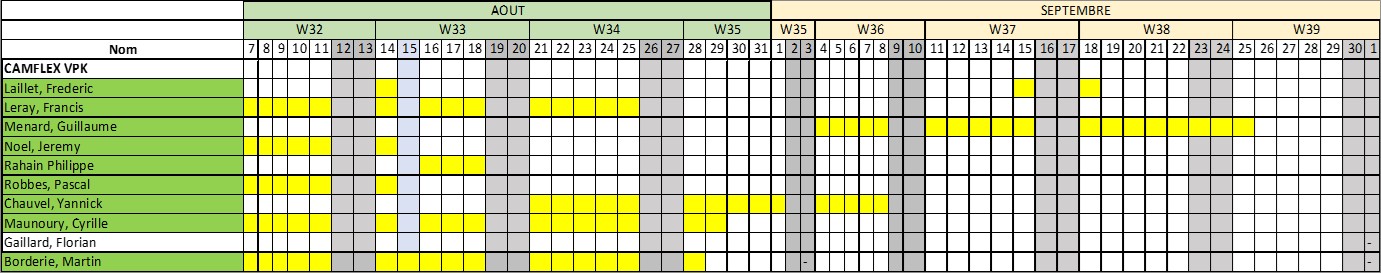 AOUT SEPTEMBRE
W32 W33 W34 W35 W35 W36 W37 W38 W39
Nom 7 8 9 10 11 12 13 14 15 16 17 18 19 20 21 22 23 24 25 26 27 28 29 30 31 1 2 3 4 5 6 7 8 9 10 11 12 13 14 15 16 17 18 19 20 21 22 23 24 25 26 27 28 29 30 1
CAMFLEX VPK
Laillet, Frederic
Leray, Francis
Menard, Guillaume
Noel, Jeremy
Rahain Philippe
Robbes, Pascal
Chauvel, Yannick
Maunoury, Cyrille
Gaillard, Florian -
Borderie, Martin - -